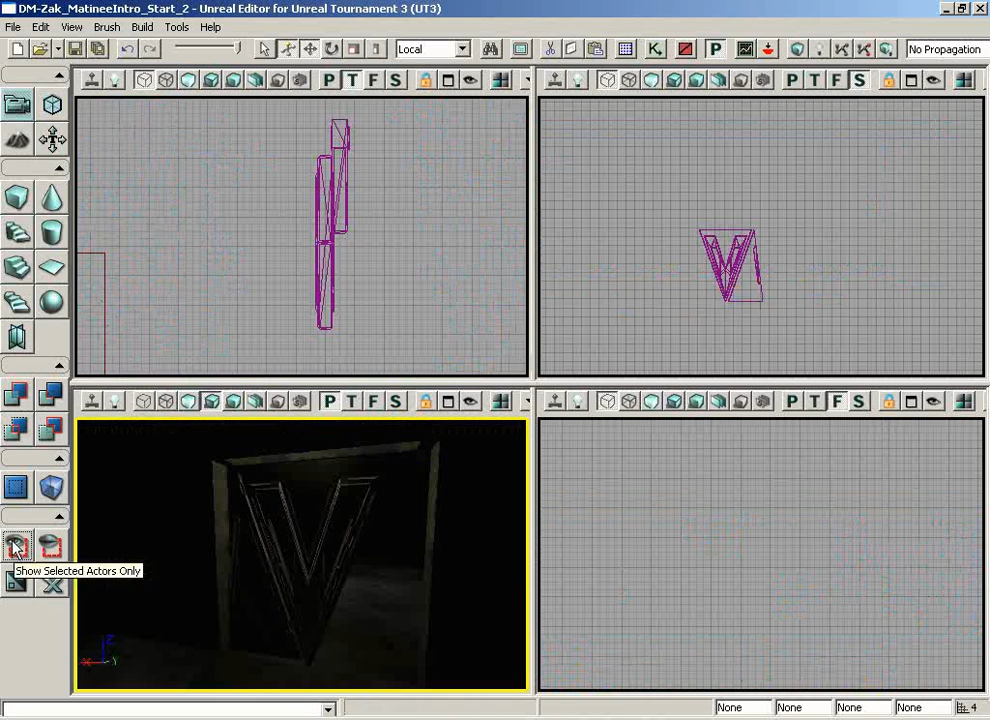 DM-Zak_MatineeIntro_Start_2 - Unreal Editor for Unreal Tournament 3 (UT3)
File Edit View Brush Build Tools Help
Local
No Propagation
P T F S
P T F S
P T F S
P T F S
Show Selected Actors Only
Z
X
Y
None None None None 4